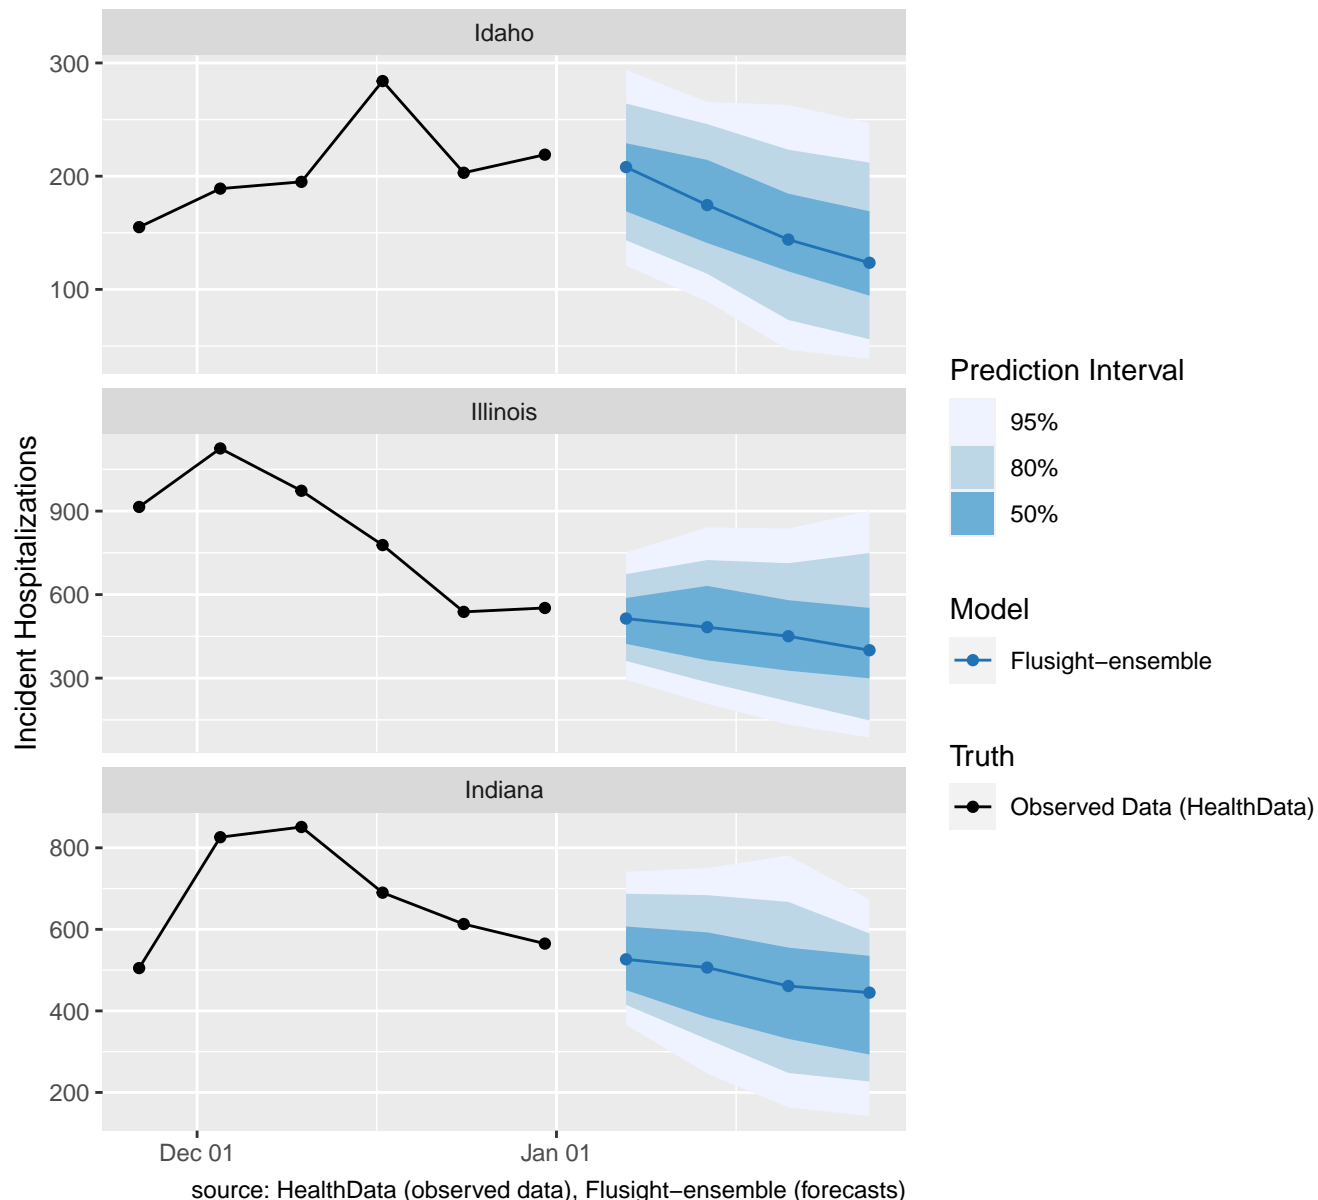 Idaho
300
200
100
Illinois
900
600
300
Indiana
800
600
400
200
Dec 01
Jan 01
Incident Hospitalizations
source: HealthData (observed data), Flusight−ensemble (forecasts)
Prediction Interval
95%
80%
50%
Model
Flusight−ensemble
Truth
Observed Data (HealthData)